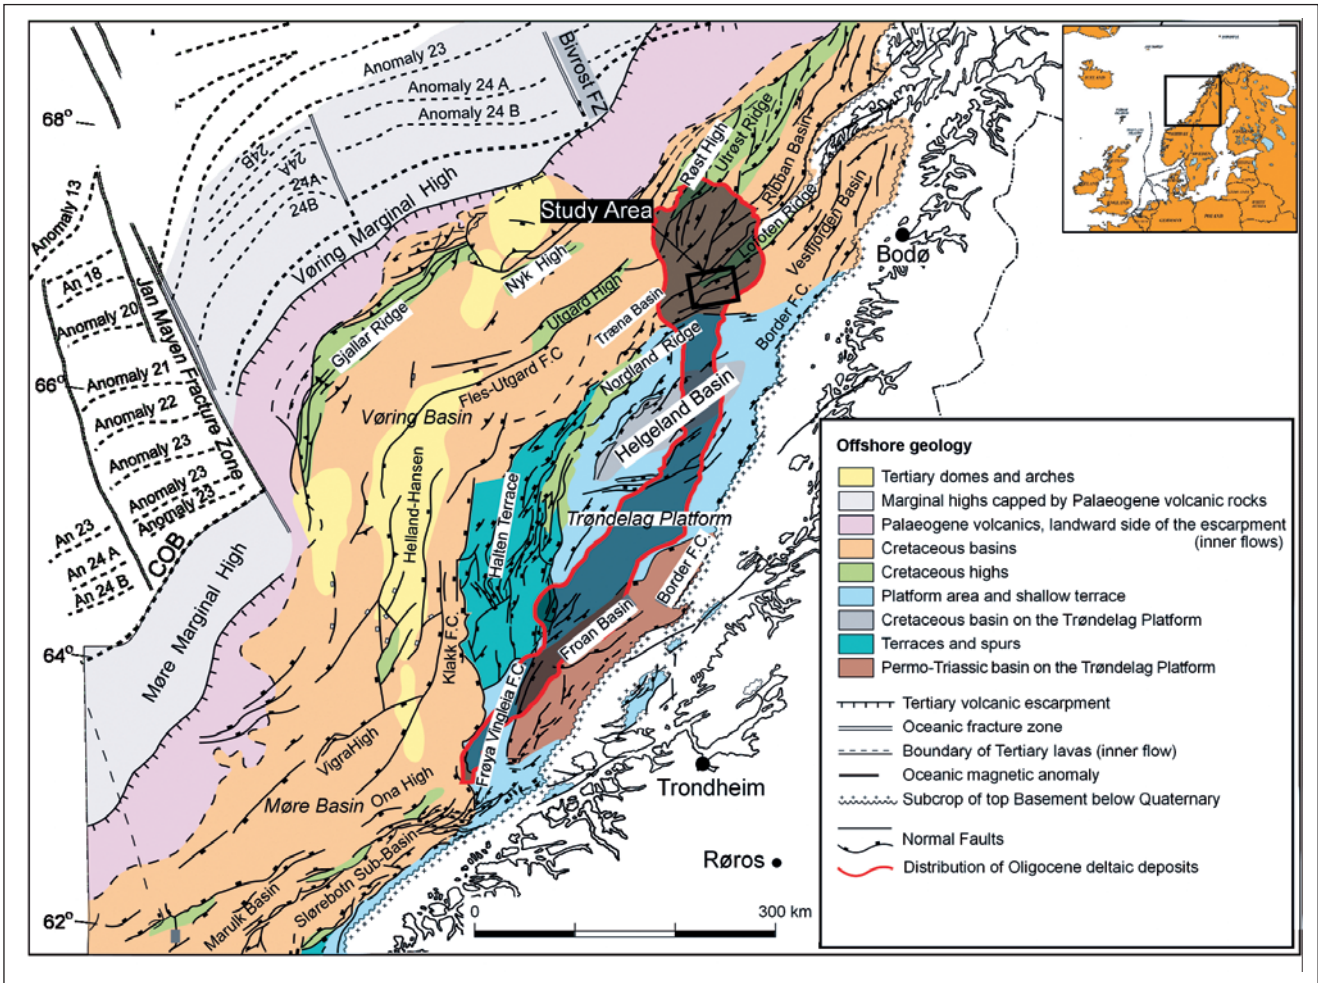 Anomaly 23
Anomaly 24 A
Anomaly 24 B
Bivrost FZ
68°
24B
24A
24A
24B
Anomaly 13
An 18
Anomaly 20
Anomaly 21
Anomaly 22
Anomaly 23
Anomaly 23
Anomaly 23
An 23
An 24 A
An 24 B
COB
Jan Mayen Fracture Zone
Vøring Marginal High
Møre Marginal High
66°
64°
62°
Study Area
Røst High
Utrøst Ridge
Ribban Basin
Lofoten Ridge
Vestfjorden Basin
Bodø
Nyk High
Utgard High
Gjallar Ridge
Træna Basin
Nordland Ridge
Border F.C.
Fles-Utgard F.C
Vøring Basin
Helgeland Basin
Helland-Hansen
Halten Terrace
Trøndelag Platform
Border F.C.
Klakk F.C.
Froan Basin
Frøya Vingleia F.C.
VigraHigh
Ona High
Møre Basin
Slørebotn Sub-Basin
Marulk Basin
Trondheim
Røros
0
300 km
Offshore geology
Tertiary domes and arches
Marginal highs capped by Palaeogene volcanic rocks
Palaeogene volcanics, landward side of the escarpment
(inner flows)
Cretaceous basins
Cretaceous highs
Platform area and shallow terrace
Cretaceous basin on the Trøndelag Platform
Terraces and spurs
Permo-Triassic basin on the Trøndelag Platform
Tertiary volcanic escarpment
Oceanic fracture zone
Boundary of Tertiary lavas (inner flow)
Oceanic magnetic anomaly
Subcrop of top Basement below Quaternary
Normal Faults
Distribution of Oligocene deltaic deposits